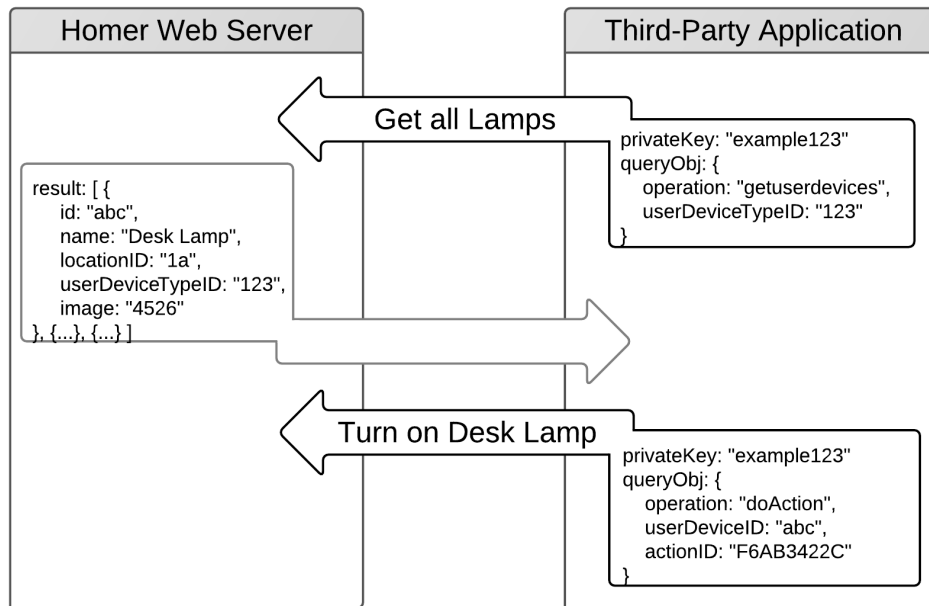 Homer Web Server
Third-Party Application
Get all Lamps
privateKey: "example123"
queryObj: {
operation: "getuserdevices",
userDeviceTypeID: "123"
}
result: [ {
id: "abc",
name: "Desk Lamp",
locationID: "1a",
userDeviceTypeID: "123",
image: "4526"
}, {...}, {...} ]
Turn on Desk Lamp
privateKey: "example123"
queryObj: {
operation: "doAction",
userDeviceID: "abc",
actionID: "F6AB3422C"
}